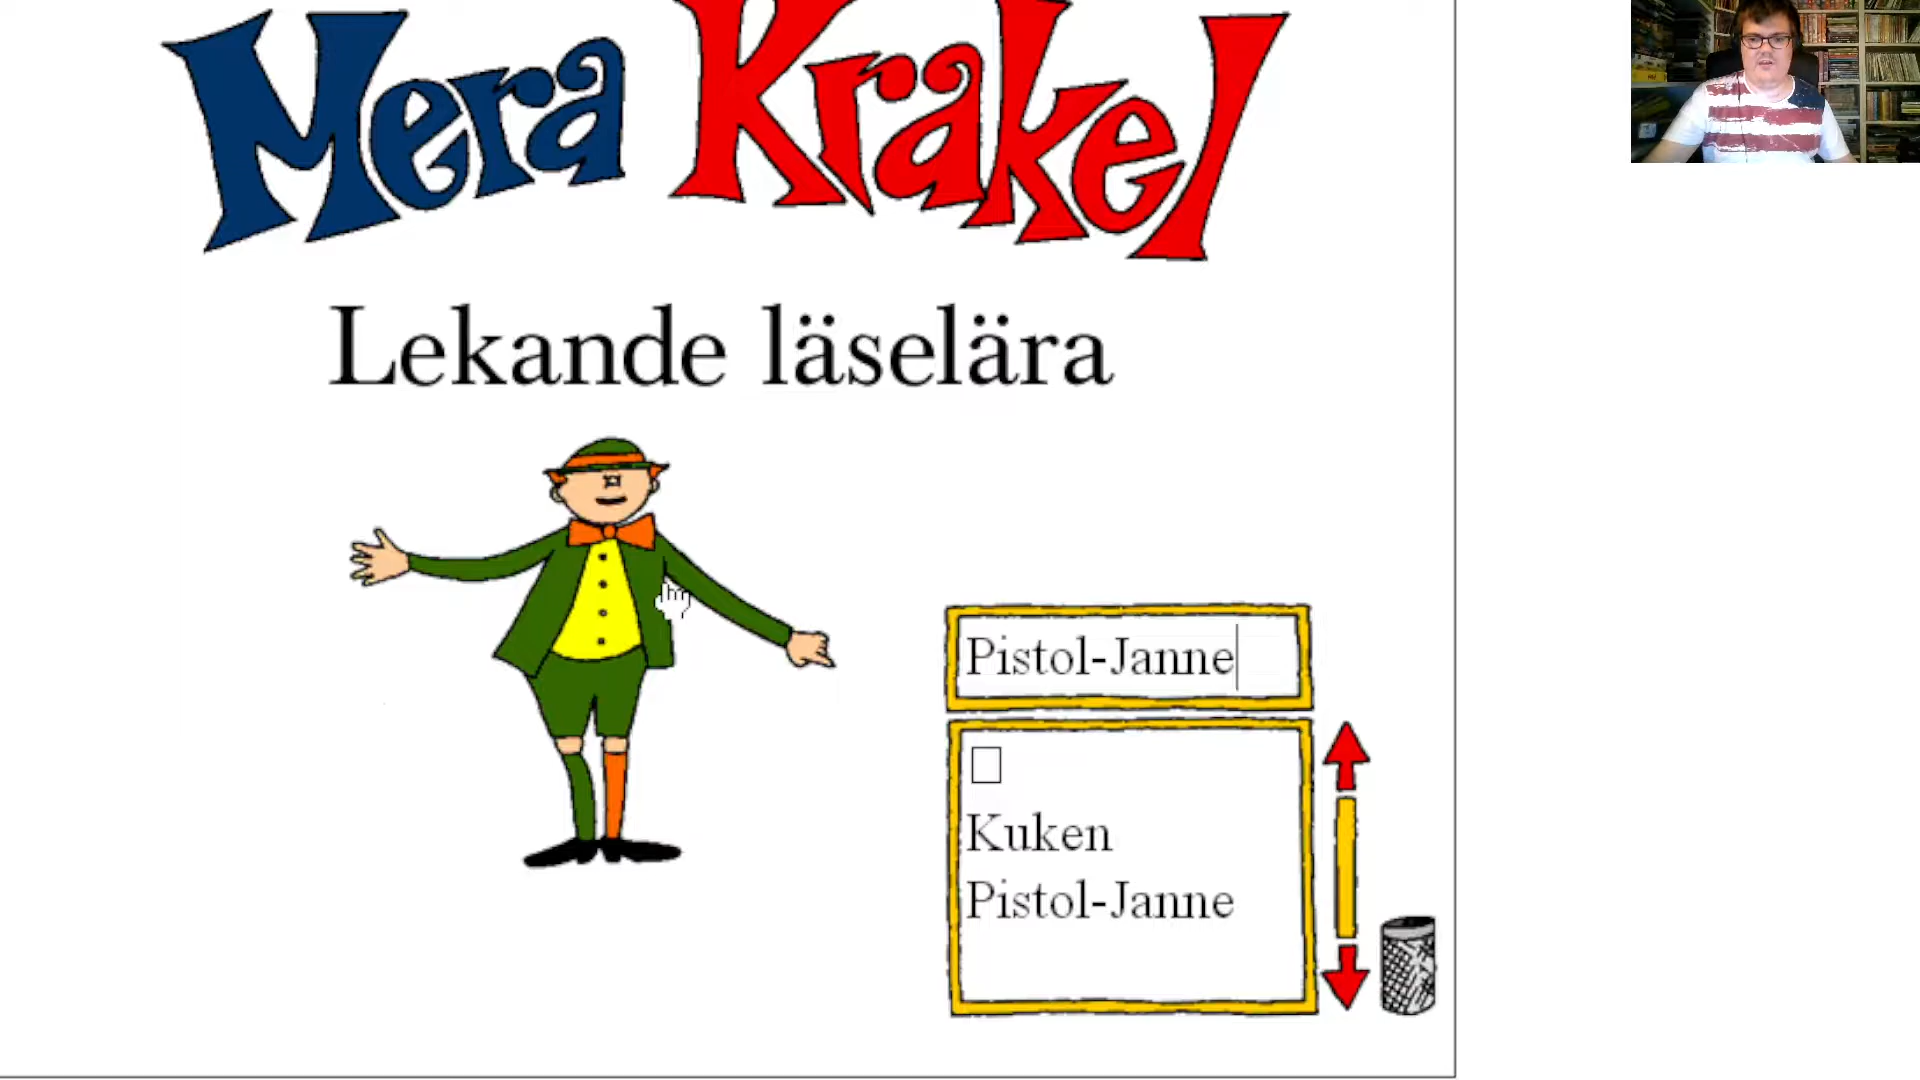 Mera Krakel
Lekande läselära
Pistol-Janne
Kuken
Pistol-Janne